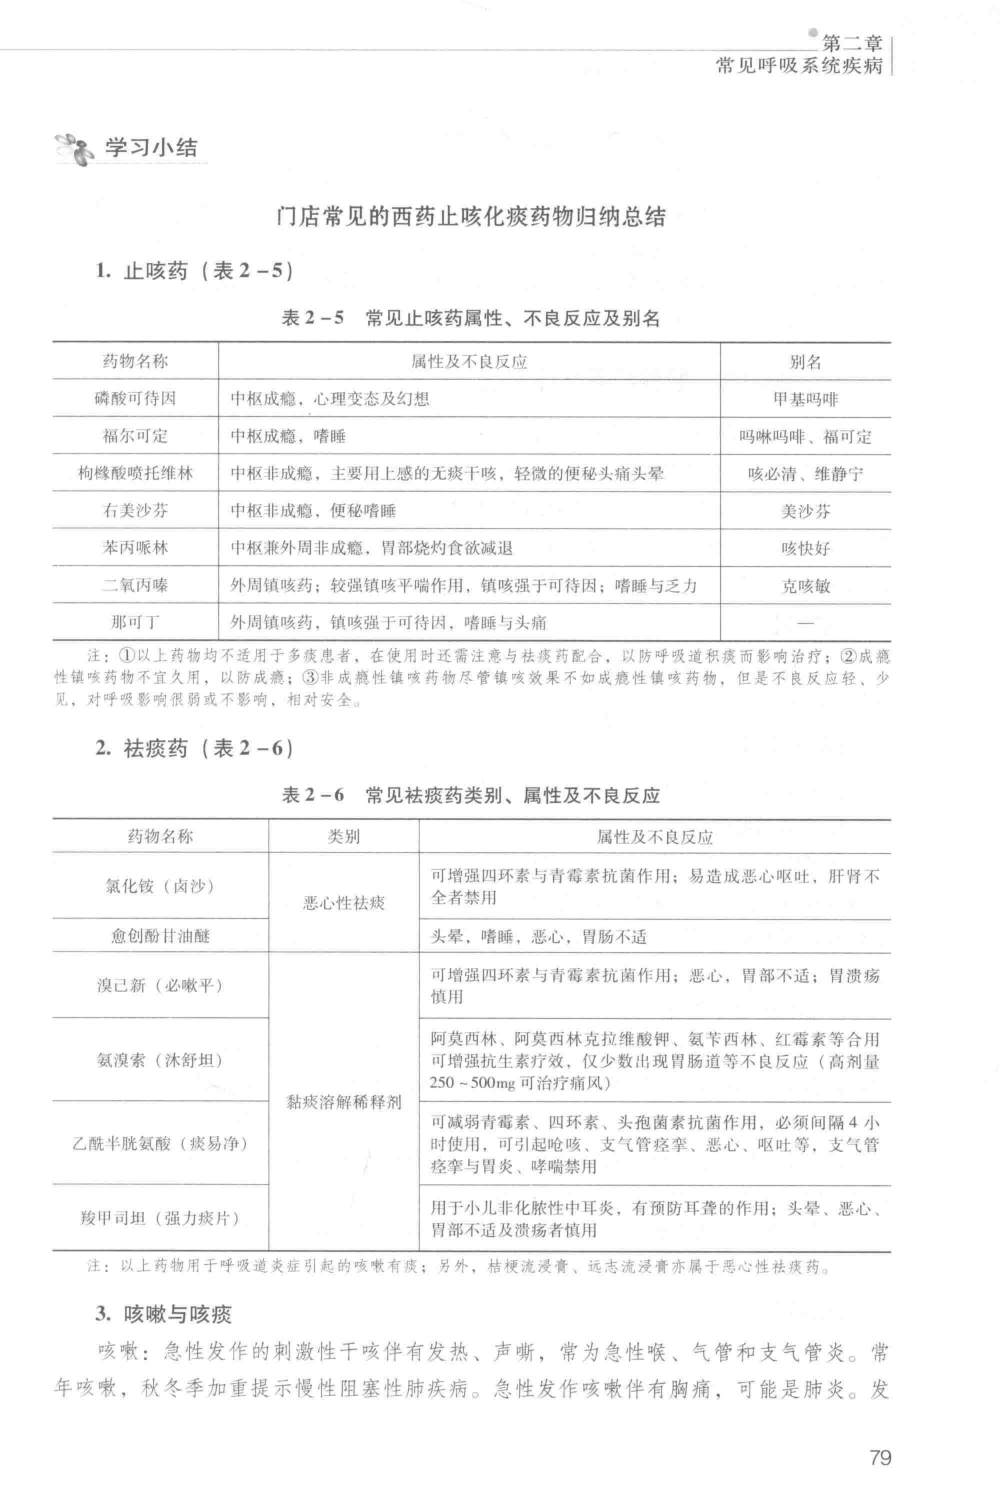 第二章
常见呼吸系统疾病
学习小结
门店常见的西药止咳化痰药物归纳总结
1. 止咳药(表2-5)
表2-5 常见止咳药属性、不良反应及别名
药物名称 属性及不良反应 别名
磷酸可待因 中枢成瘾，心理变态及幻想 甲基吗啡
福尔可定 中枢成瘾，嗜睡 吗啉吗啡、福可定
枸橼酸喷托维林 中枢非成瘾，主要用上感的无痰干咳，轻微的便秘头痛头晕 咳必清、维静宁
右美沙芬 中枢非成瘾，便秘嗜睡 美沙芬
苯丙哌林 中枢兼外周非成瘾，胃部烧灼食欲减退 咳快好
二氧丙嗪 外周镇咳药；较强镇咳平喘作用，镇咳强于可待因；嗜睡与乏力 克咳敏
那可丁 外周镇咳药，镇咳强于可待因，嗜睡与头痛 —
注：①以上药物均不适用于多痰患者，在使用时还需注意与祛痰药配合，以防呼吸道积痰而影响治疗；②成瘾
性镇咳药物不宜久用，以防成瘾；③非成瘾性镇咳药物尽管镇咳效果不如成瘾性镇咳药物，但是不良反应轻、少
见，对呼吸影响很弱或不影响，相对安全。
2. 祛痰药(表2-6)
表2-6 常见祛痰药类别、属性及不良反应
药物名称 类别 属性及不良反应
氯化铵（卤沙）
恶心性祛痰
可增强四环素与青霉素抗菌作用；易造成恶心呕吐，肝肾不
全者禁用
愈创酚甘油醚 头晕，嗜睡，恶心，胃肠不适
溴己新（必嗽平）
可增强四环素与青霉素抗菌作用；恶心，胃部不适；胃溃疡
慎用
氨溴索（沐舒坦）
阿莫西林、阿莫西林克拉维酸钾、氨苄西林、红霉素等合用
可增强抗生素疗效，仅少数出现胃肠道等不良反应（高剂量
250~500mg可治疗痛风）
黏痰溶解稀释剂
乙酰半胱氨酸（痰易净）
可减弱青霉素、四环素、头孢菌素抗菌作用，必须间隔4小
时使用，可引起呛咳、支气管痉挛、恶心、呕吐等，支气管
痉挛与胃炎、哮喘禁用
羧甲司坦（强力痰片）
用于小儿非化脓性中耳炎，有预防耳聋的作用；头晕、恶心、
胃部不适及溃疡者慎用
注：以上药物用于呼吸道炎症引起的咳嗽有痰；另外，桔梗流浸膏、远志流浸膏亦属于恶心性祛痰药。
3. 咳嗽与咳痰
咳嗽：急性发作的刺激性干咳伴有发热、声嘶，常为急性喉、气管和支气管炎。常
年咳嗽，秋冬季加重提示慢性阻塞性肺疾病。急性发作咳嗽伴有胸痛，可能是肺炎。发
79